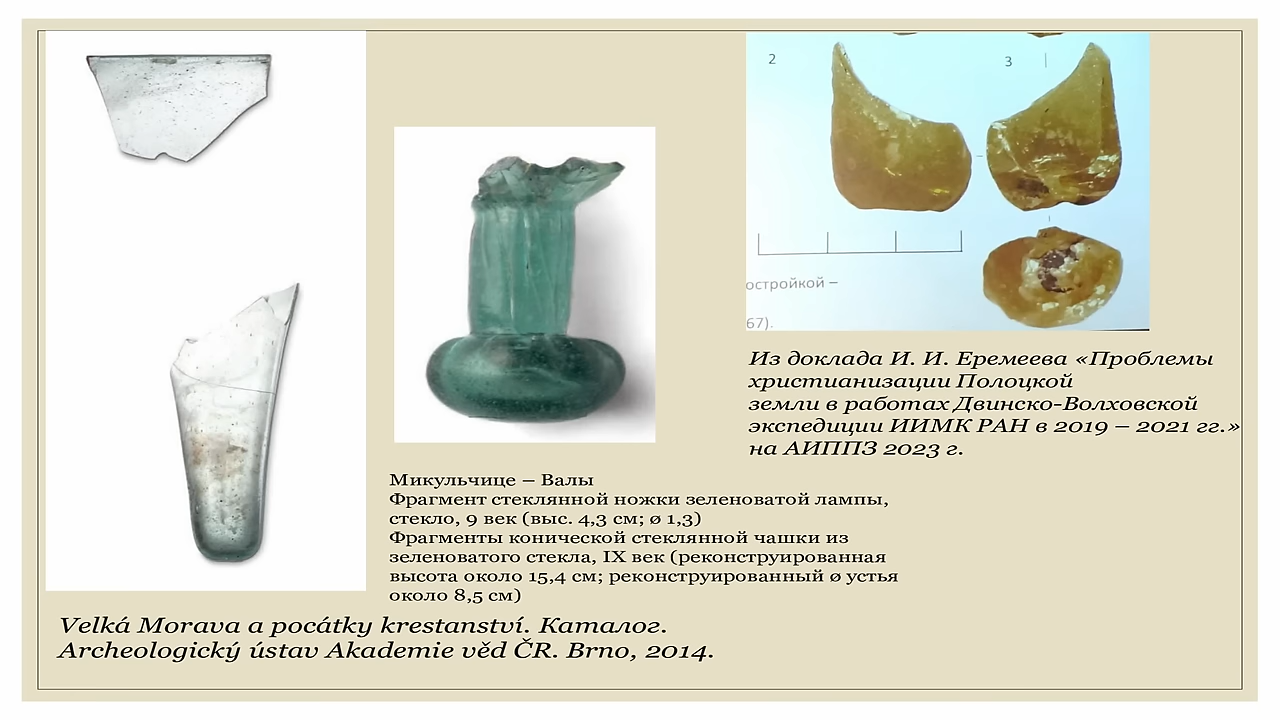 2
3
остройкой –
67).
Из доклада И. И. Еремеева «Проблемы
христианизации Полоцкой
земли в работах Двинско-Волховской
экспедиции ИИМК РАН в 2019 – 2021 гг.»
на АИППЗ 2023 г.
Микульчице – Валы
Фрагмент стеклянной ножки зеленоватой лампы,
стекло, 9 век (выс. 4,3 см; ø 1,3)
Фрагменты конической стеклянной чашки из
зеленоватого стекла, IX век (реконструированная
высота около 15,4 см; реконструированный ø устья
около 8,5 см)
Velká Morava a pocátky krestanství. Каталог.
Archeologický ústav Akademie věd ČR. Brno, 2014.